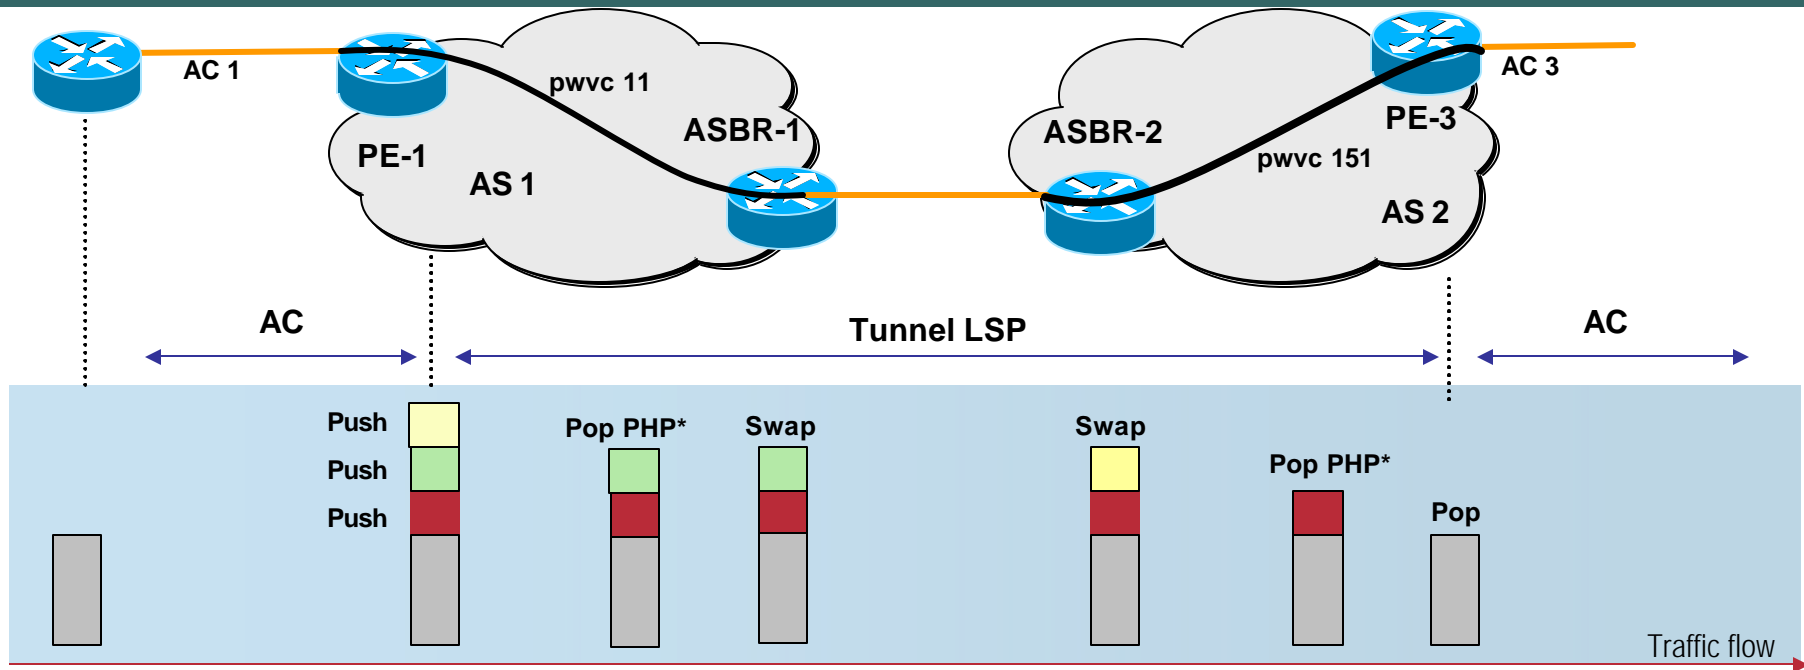 AC 1
pwvc 11
ASBR-1
PE-1
AS 1
ASBR-2
pwvc 151
PE-3
AC 3
AS 2
AC
Tunnel LSP
AC
Push
Push
Push
Pop PHP*
Swap
Swap
Pop PHP*
Pop
Traffic flow